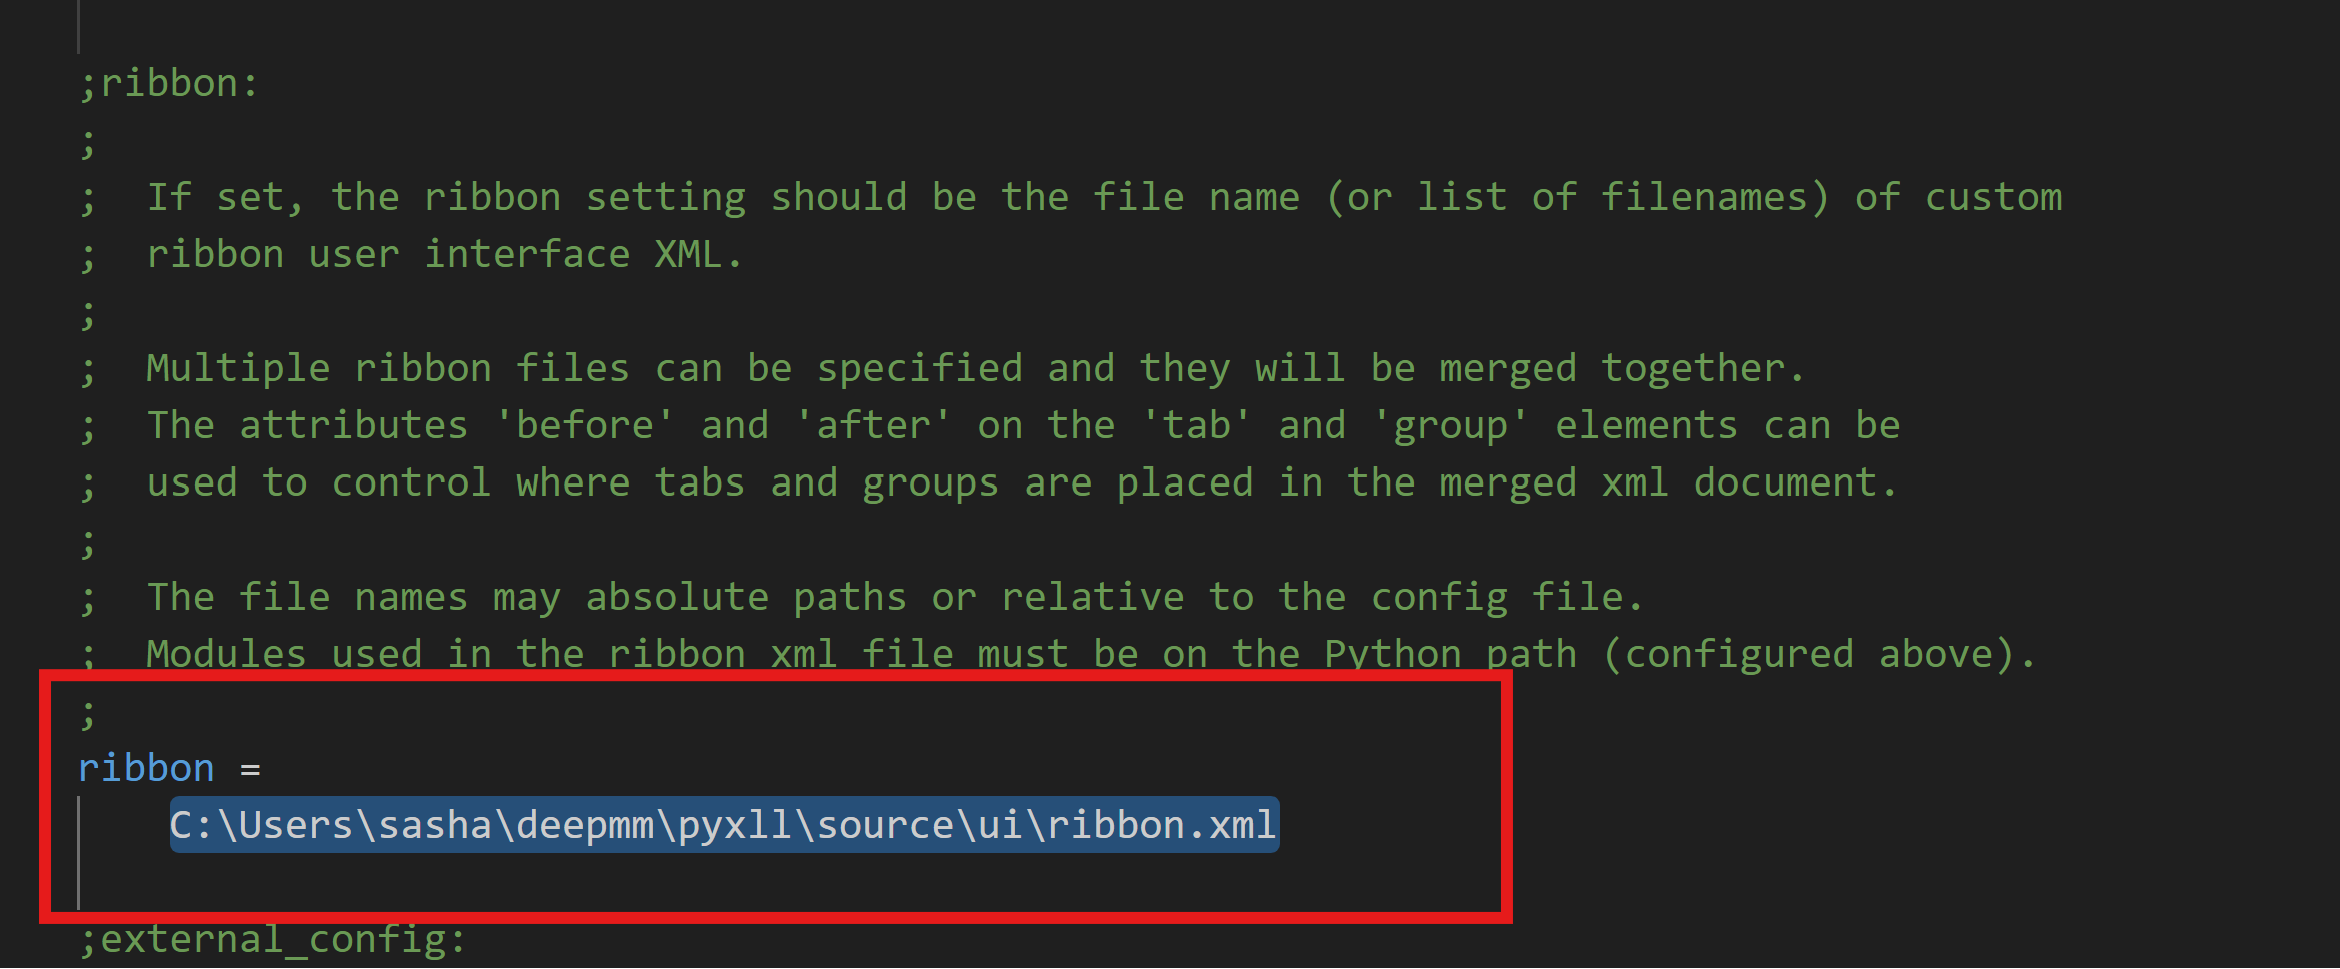 ;ribbon:
;
;  If set, the ribbon setting should be the file name (or list of filenames) of custom
;  ribbon user interface XML.
;
;  Multiple ribbon files can be specified and they will be merged together.
;  The attributes 'before' and 'after' on the 'tab' and 'group' elements can be
;  used to control where tabs and groups are placed in the merged xml document.
;
;  The file names may absolute paths or relative to the config file.
;  Modules used in the ribbon xml file must be on the Python path (configured above).
;
ribbon =
    C:\Users\sasha\deepmm\pyxll\source\ui\ribbon.xml
;external_config: